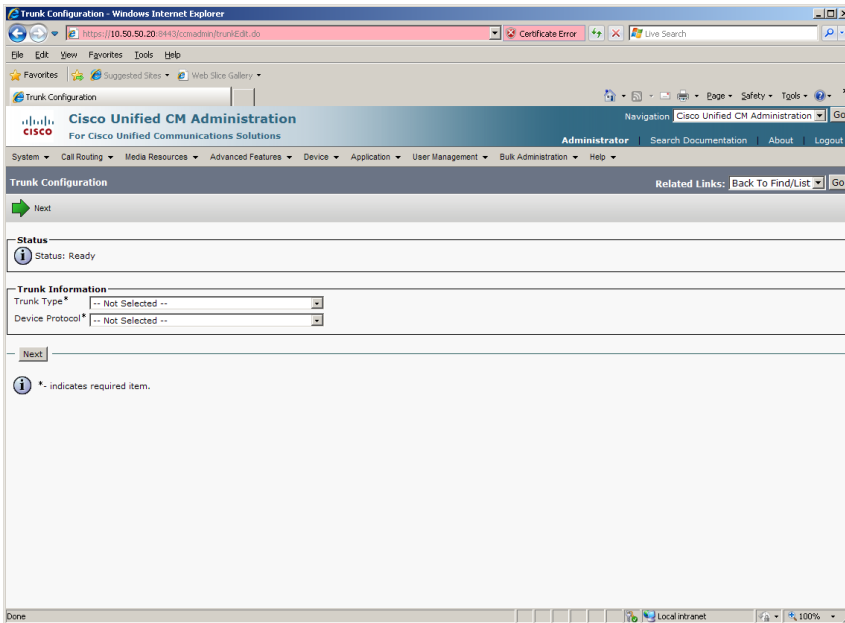 Trunk Configuration - Windows Internet Explorer
https://10.50.50.20:8443/ccmadmin/trunkEdit.do
Certificate Error
Live Search
File Edit View Favorites Tools Help
Favorites Suggested Sites Web Slice Gallery
Trunk Configuration
Page Safety Tools
cisco
Cisco Unified CM Administration
For Cisco Unified Communications Solutions
Navigation Cisco Unified CM Administration Go
Administrator | Search Documentation | About | Logout
System Call Routing Media Resources Advanced Features Device Application User Management Bulk Administration Help
Trunk Configuration
Related Links: Back To Find/List Go
Next
Status
Status: Ready
Trunk Information
Trunk Type* -- Not Selected --
Device Protocol* -- Not Selected --
Next
*- indicates required item.
Done
Local intranet
100%